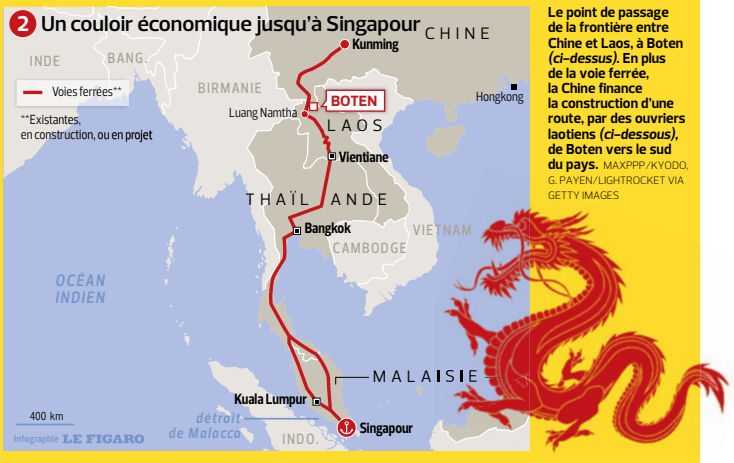 2 Un couloir économique jusqu'à Singapour
CHINE
Kunming
INDE
BANG.
BIRMANIE
Voies ferrées**
**Existantes,
en construction, ou en projet
BOTEN
Luang Namtha
LAOS
Hongkong
Vientiane
THAÏLANDE
Bangkok
VIETNAM
CAMBODGE
OCÉAN
INDIEN
MALAISIE
Kuala Lumpur
400 km
détroit
de Malacca
Singapour
INDO.
Infographie LE FIGARO
Le point de passage
de la frontière entre
Chine et Laos, à Boten
(ci-dessus). En plus
de la voie ferrée,
la Chine finance
la construction d'une
route, par des ouvriers
laotiens (ci-dessous),
de Boten vers le sud
du pays. MAXPPP/KYODO,
G. PAYEN/LIGHTROCKET VIA
GETTY IMAGES